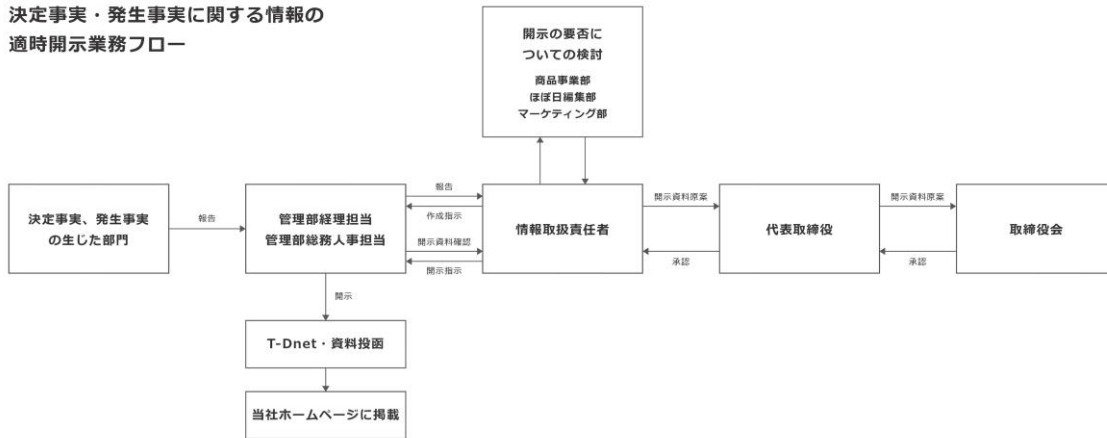 決定事実・発生事実に関する情報の
適時開示業務フロー
開示の要否に
ついての検討
商品事業部
ほぼ日編集部
マーケティング部
決定事実、発生事実
の生じた部門
報告
管理部経理担当
管理部総務人事担当
報告
作成指示
開示資料確認
開示指示
情報取扱責任者
開示資料原案
承認
代表取締役
開示資料原案
承認
取締役会
開示
T-Dnet・資料投函
当社ホームページに掲載